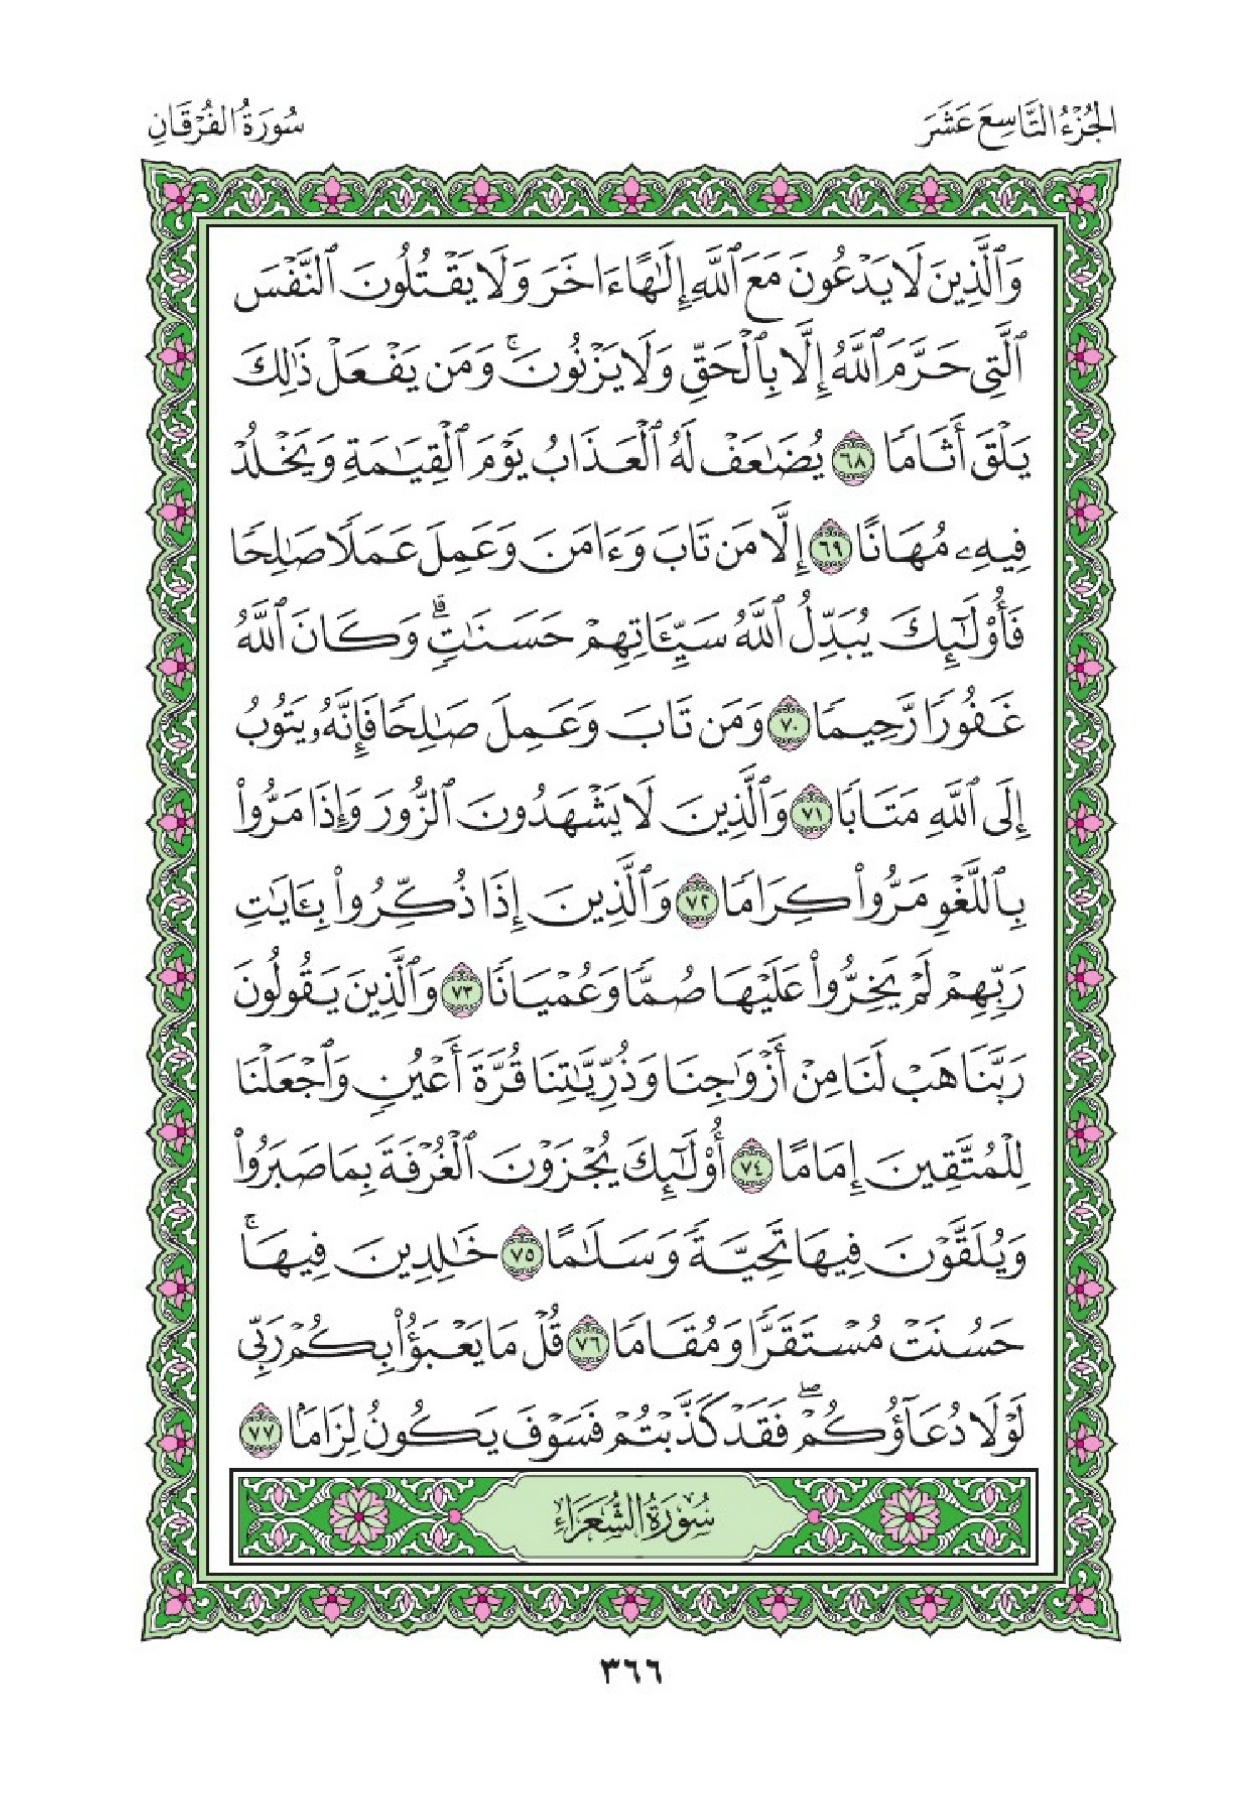 الجُزْءُ التَّاسِعَ عَشَرَ
سُورَةُ الفُرْقَانِ
وَٱلَّذِينَ لَا يَدْعُونَ مَعَ ٱللَّهِ إِلَٰهًا ءَاخَرَ وَلَا يَقْتُلُونَ ٱلنَّفْسَ
ٱلَّتِى حَرَّمَ ٱللَّهُ إِلَّا بِٱلْحَقِّ وَلَا يَزْنُونَ ۚ وَمَن يَفْعَلْ ذَٰلِكَ
يَلْقَ أَثَامًا ٦٨ يُضَٰعَفْ لَهُ ٱلْعَذَابُ يَوْمَ ٱلْقِيَٰمَةِ وَيَخْلُدْ
فِيهِۦ مُهَانًا ٦٩ إِلَّا مَن تَابَ وَءَامَنَ وَعَمِلَ عَمَلًا صَٰلِحًا
فَأُو۟لَٰٓئِكَ يُبَدِّلُ ٱللَّهُ سَيِّـَٔاتِهِمْ حَسَنَٰتٍ ۗ وَكَانَ ٱللَّهُ
غَفُورًا رَّحِيمًا ٧٠ وَمَن تَابَ وَعَمِلَ صَٰلِحًا فَإِنَّهُۥ يَتُوبُ
إِلَى ٱللَّهِ مَتَابًا ٧١ وَٱلَّذِينَ لَا يَشْهَدُونَ ٱلزُّورَ وَإِذَا مَرُّوا۟
بِٱللَّغْوِ مَرُّوا۟ كِرَامًا ٧٢ وَٱلَّذِينَ إِذَا ذُكِّرُوا۟ بِـَٔايَٰتِ
رَبِّهِمْ لَمْ يَخِرُّوا۟ عَلَيْهَا صُمًّا وَعُمْيَانًا ٧٣ وَٱلَّذِينَ يَقُولُونَ
رَبَّنَا هَبْ لَنَا مِنْ أَزْوَٰجِنَا وَذُرِّيَّٰتِنَا قُرَّةَ أَعْيُنٍ وَٱجْعَلْنَا
لِلْمُتَّقِينَ إِمَامًا ٧٤ أُو۟لَٰٓئِكَ يُجْزَوْنَ ٱلْغُرْفَةَ بِمَا صَبَرُوا۟
وَيُلَقَّوْنَ فِيهَا تَحِيَّةً وَسَلَٰمًا ٧٥ خَٰلِدِينَ فِيهَا ۚ
حَسُنَتْ مُسْتَقَرًّا وَمُقَامًا ٧٦ قُلْ مَا يَعْبَؤُا۟ بِكُمْ رَبِّى
لَوْلَا دُعَآؤُكُمْ ۖ فَقَدْ كَذَّبْتُمْ فَسَوْفَ يَكُونُ لِزَامًۢا ٧٧
سُورَةُ الشُّعَرَاءِ
٣٦٦